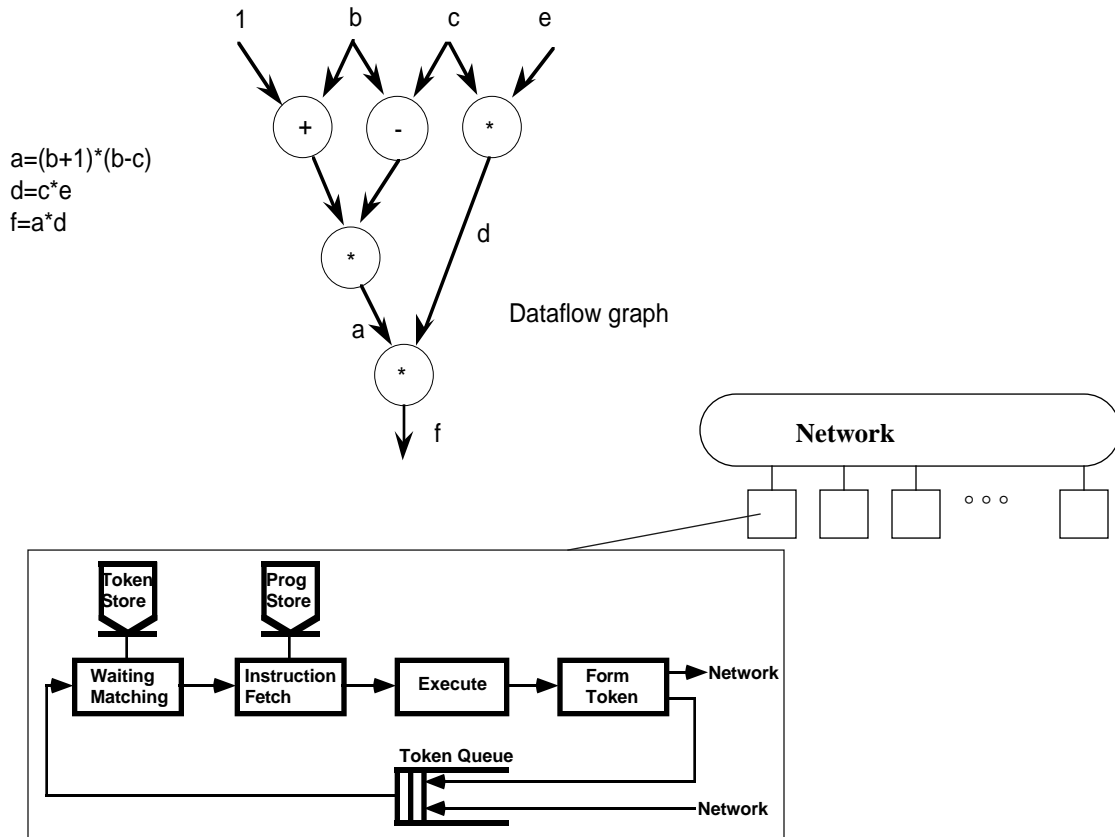 1 b c e
+ - *
a=(b+1)*(b-c)
d=c*e
f=a*d
*
d
a
Dataflow graph
*
f
Network
Token
Store
Prog
Store
Waiting
Matching
Instruction
Fetch
Execute
Form
Token
Network
Token Queue
Network